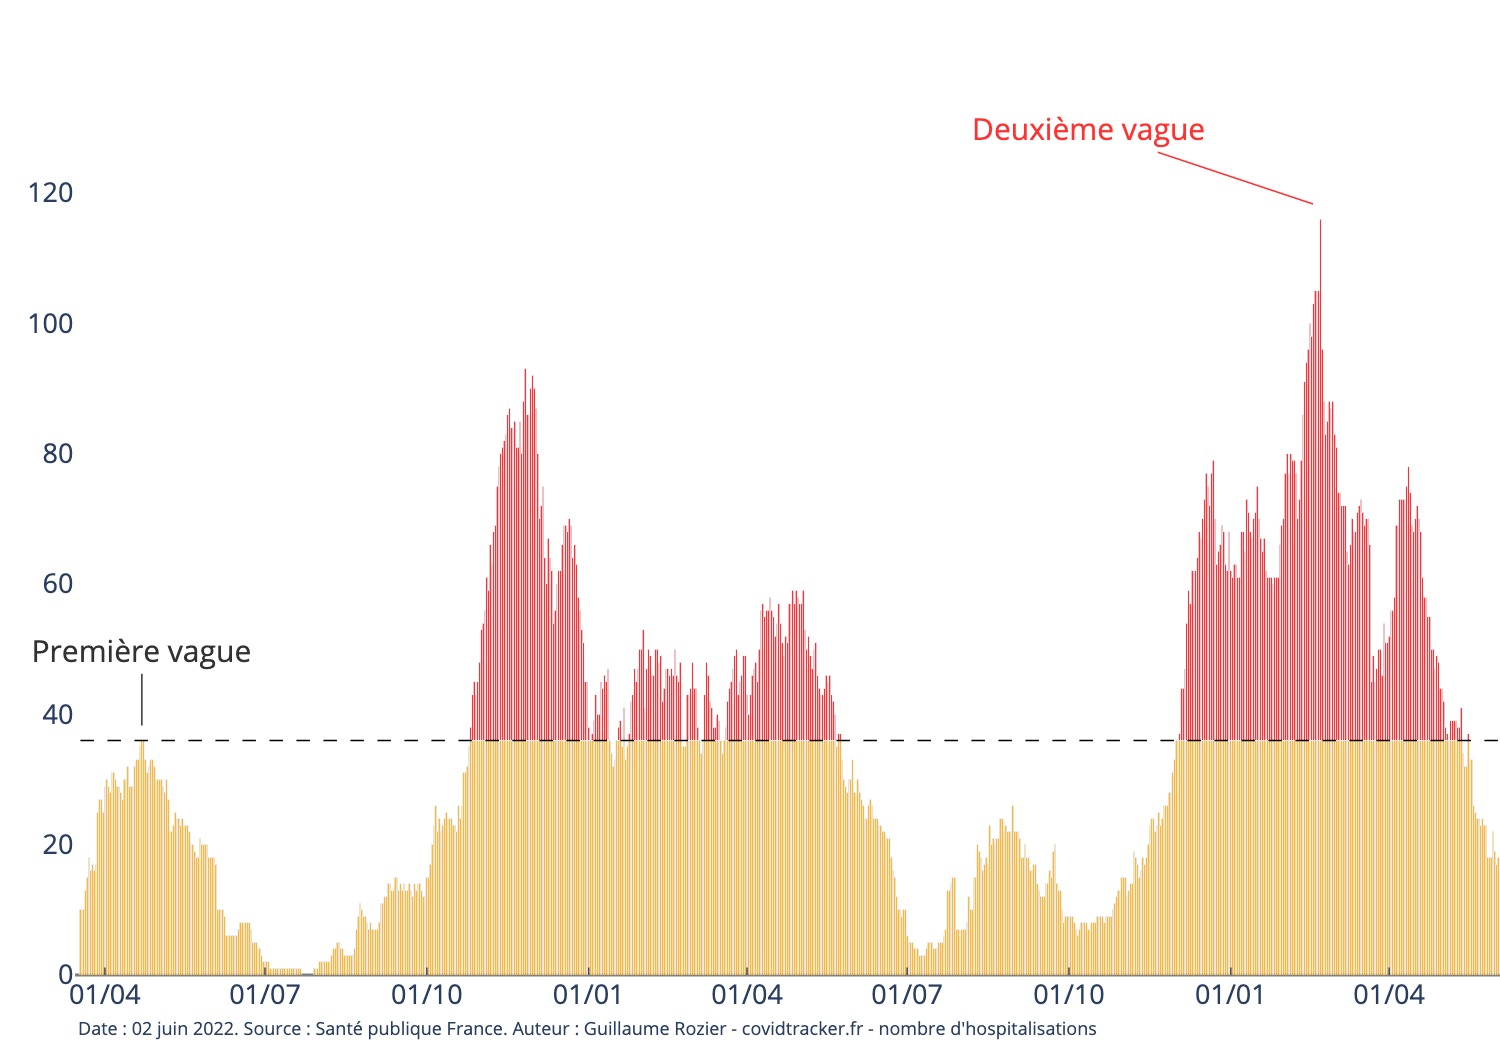 Deuxième vague
120
100
80
60
Première vague
40
20
0
01/04 01/07 01/10 01/01 01/04 01/07 01/10 01/01 01/04
Date : 02 juin 2022. Source : Santé publique France. Auteur : Guillaume Rozier - covidtracker.fr - nombre d'hospitalisations